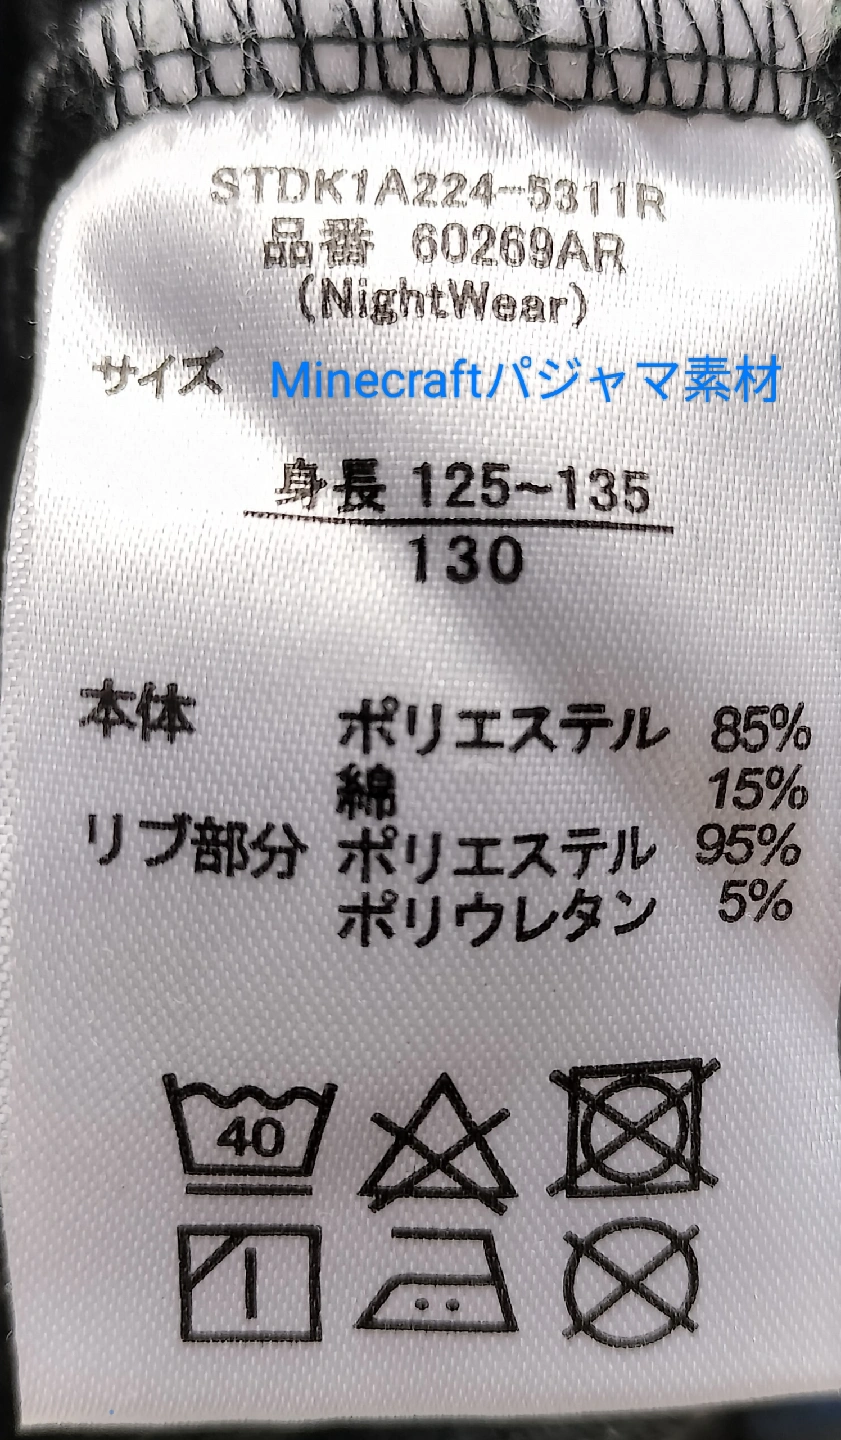 STDK1A224-5311R
品番 60269AR
(NightWear)
サイズ Minecraftパジャマ素材
身長 125~135
130
本体 ポリエステル 85%
綿 15%
リブ部分 ポリエステル 95%
ポリウレタン 5%
40